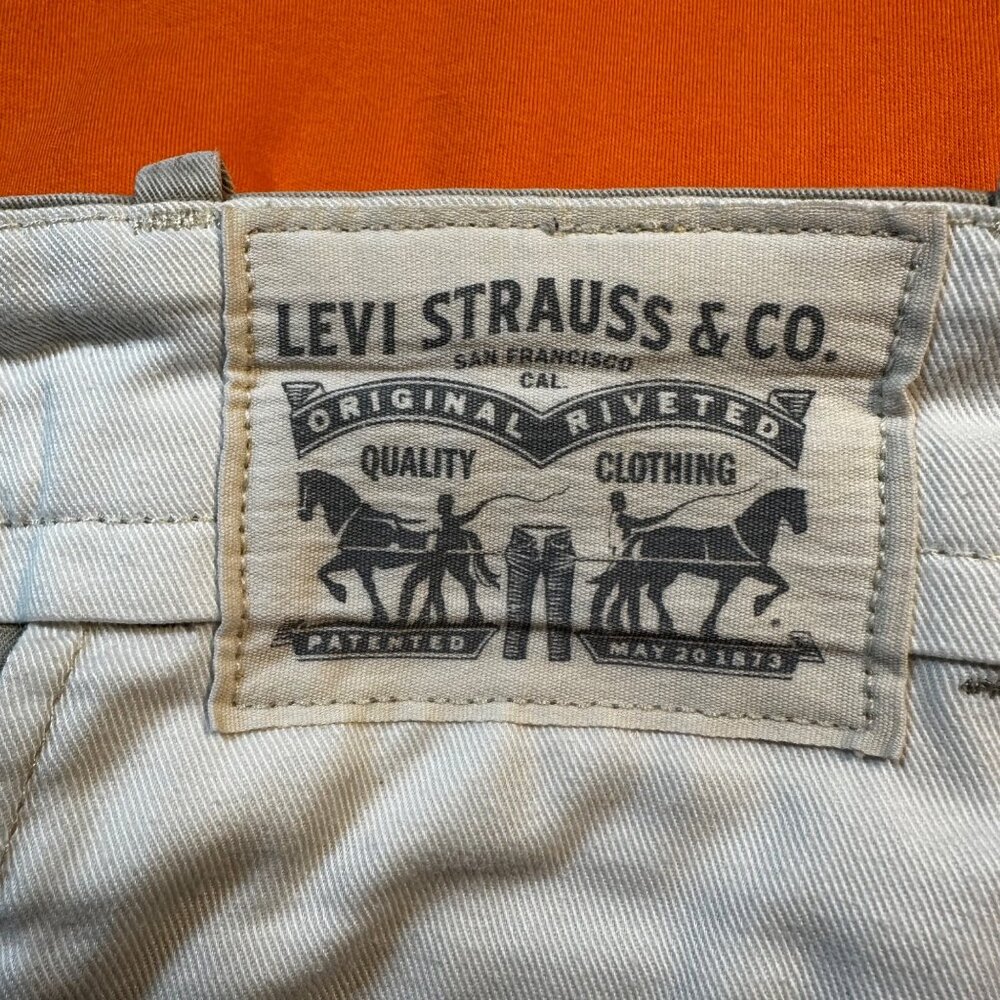 LEVI STRAUSS & CO.
SAN FRANCISCO
CAL.
ORIGINAL RIVETED
QUALITY CLOTHING
PATENTED MAY 20 1873